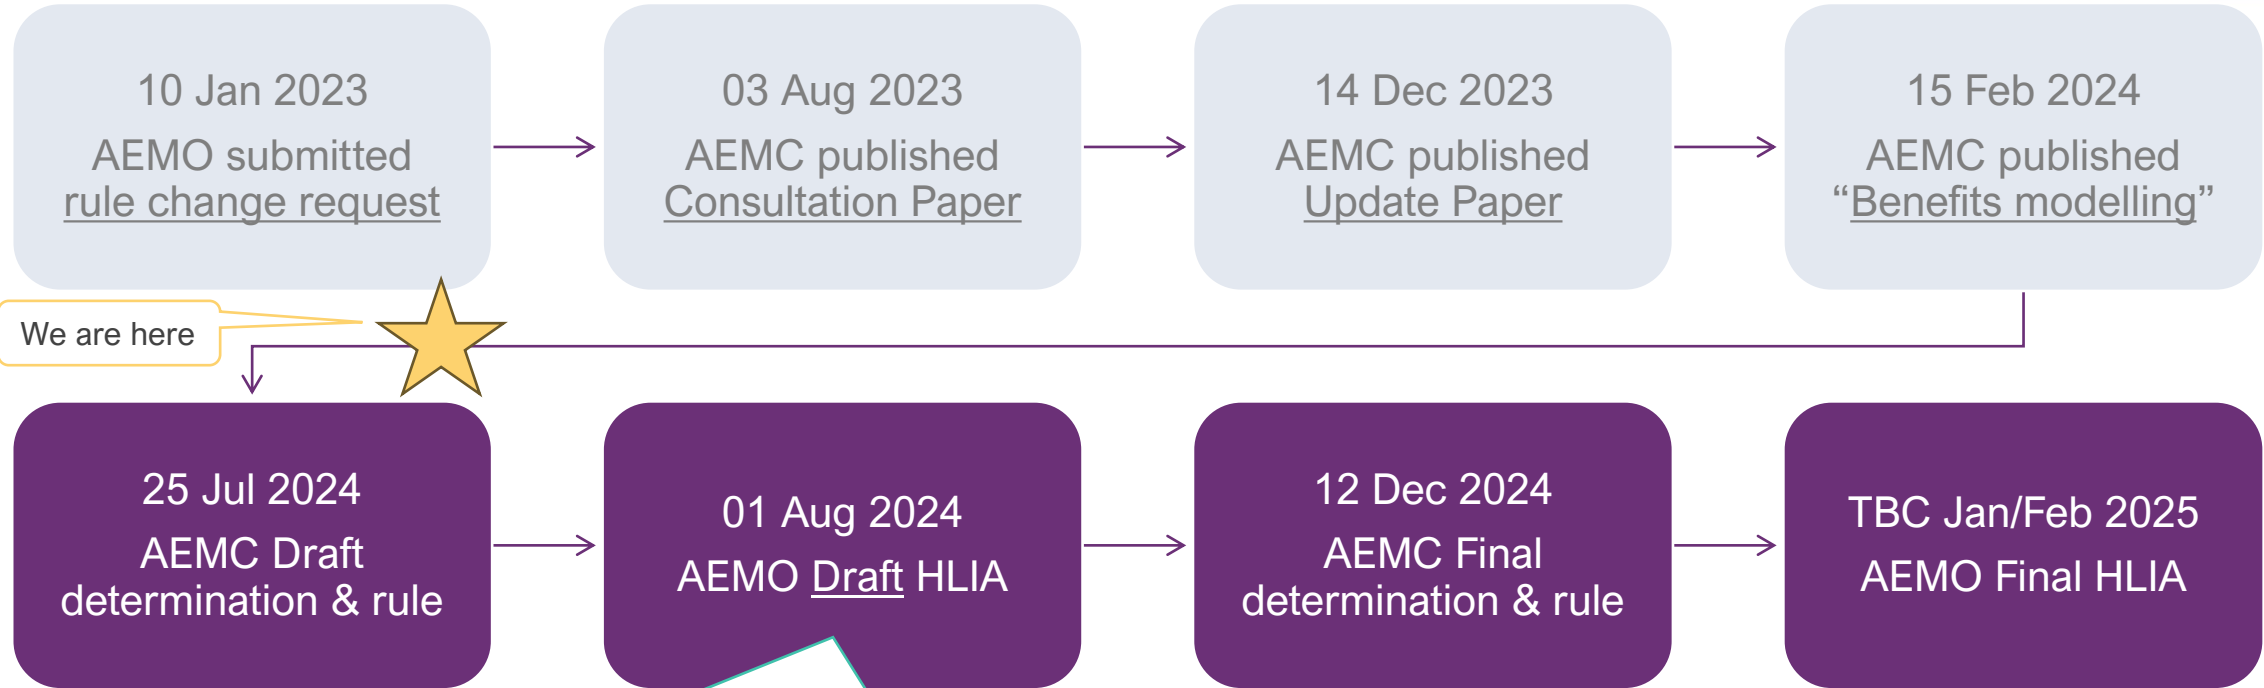 10 Jan 2023
AEMO submitted
rule change request
03 Aug 2023
AEMC published
Consultation Paper
14 Dec 2023
AEMC published
Update Paper
15 Feb 2024
AEMC published
“Benefits modelling”
We are here
25 Jul 2024
AEMC Draft
determination & rule
01 Aug 2024
AEMO Draft HLIA
12 Dec 2024
AEMC Final
determination & rule
TBC Jan/Feb 2025
AEMO Final HLIA